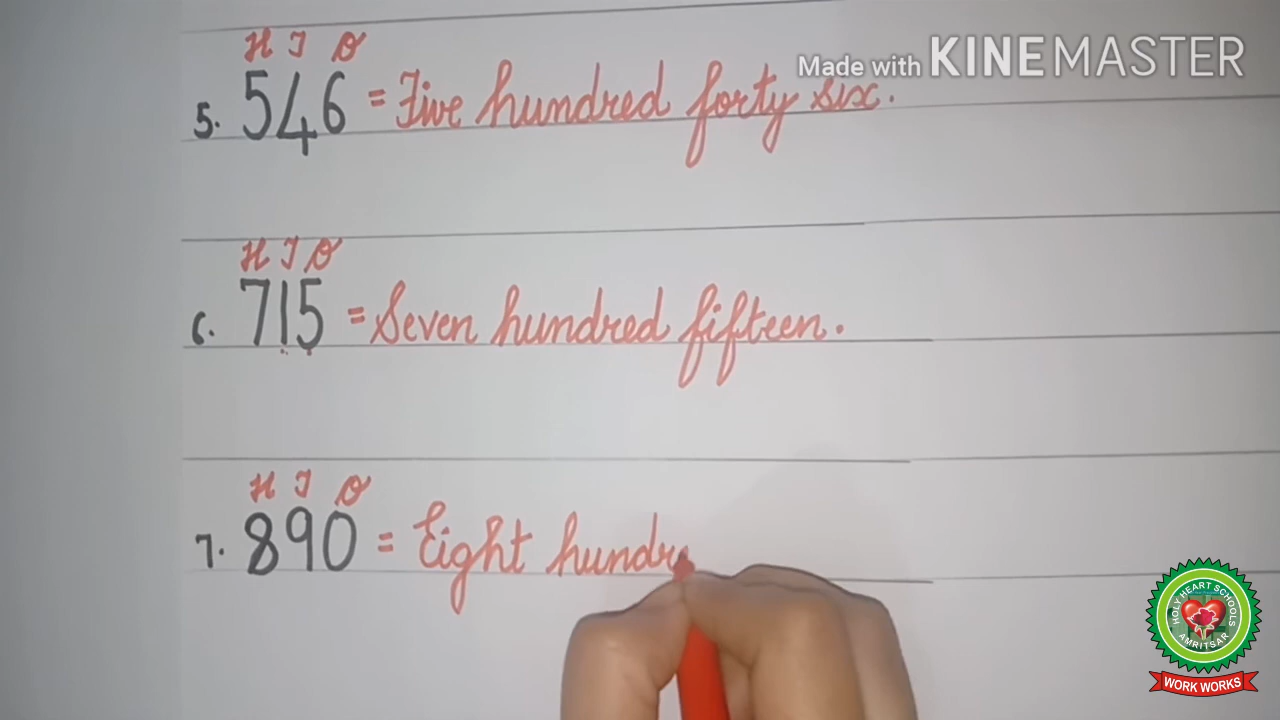 Made with KINEMASTER
H T O
5. 546 = Five hundred forty six.
H T O
6. 715 = Seven hundred fifteen.
H T O
7. 890 = Eight hundr
HOLY HEART SCHOOLS
AMRITSAR
WORK WORKS